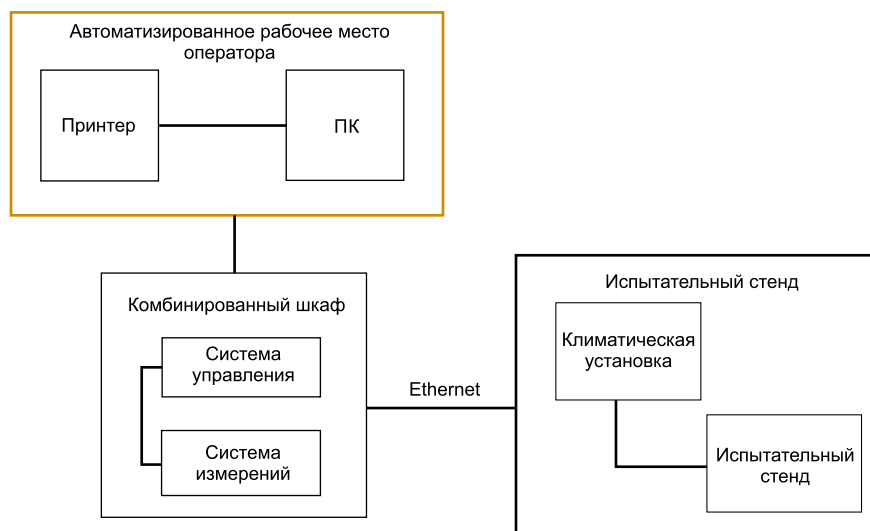 Автоматизированное рабочее место
оператора
Принтер
ПК
Комбинированный шкаф
Система
управления
Система
измерений
Ethernet
Испытательный стенд
Климатическая
установка
Испытательный
стенд